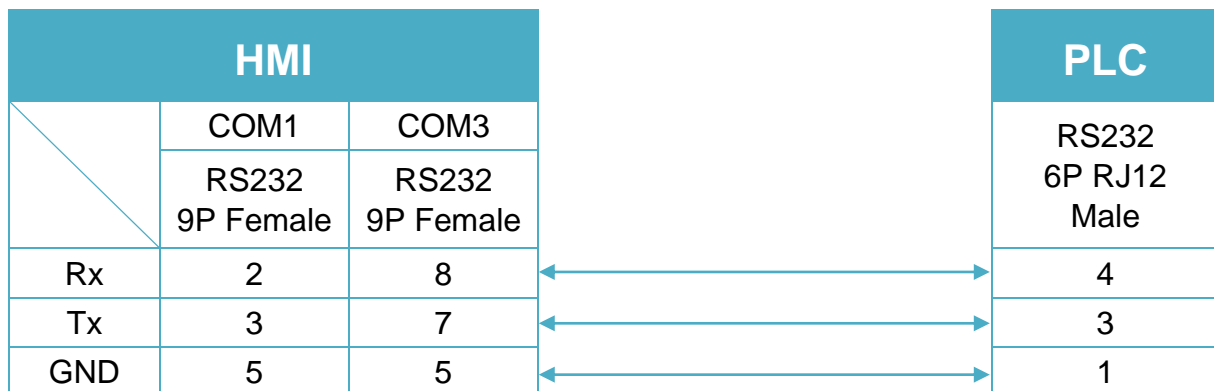 HMI PLC
COM1 COM3
RS232 RS232 RS232
9P Female 9P Female 6P RJ12
Male
Rx 2 8 4
Tx 3 7 3
GND 5 5 1